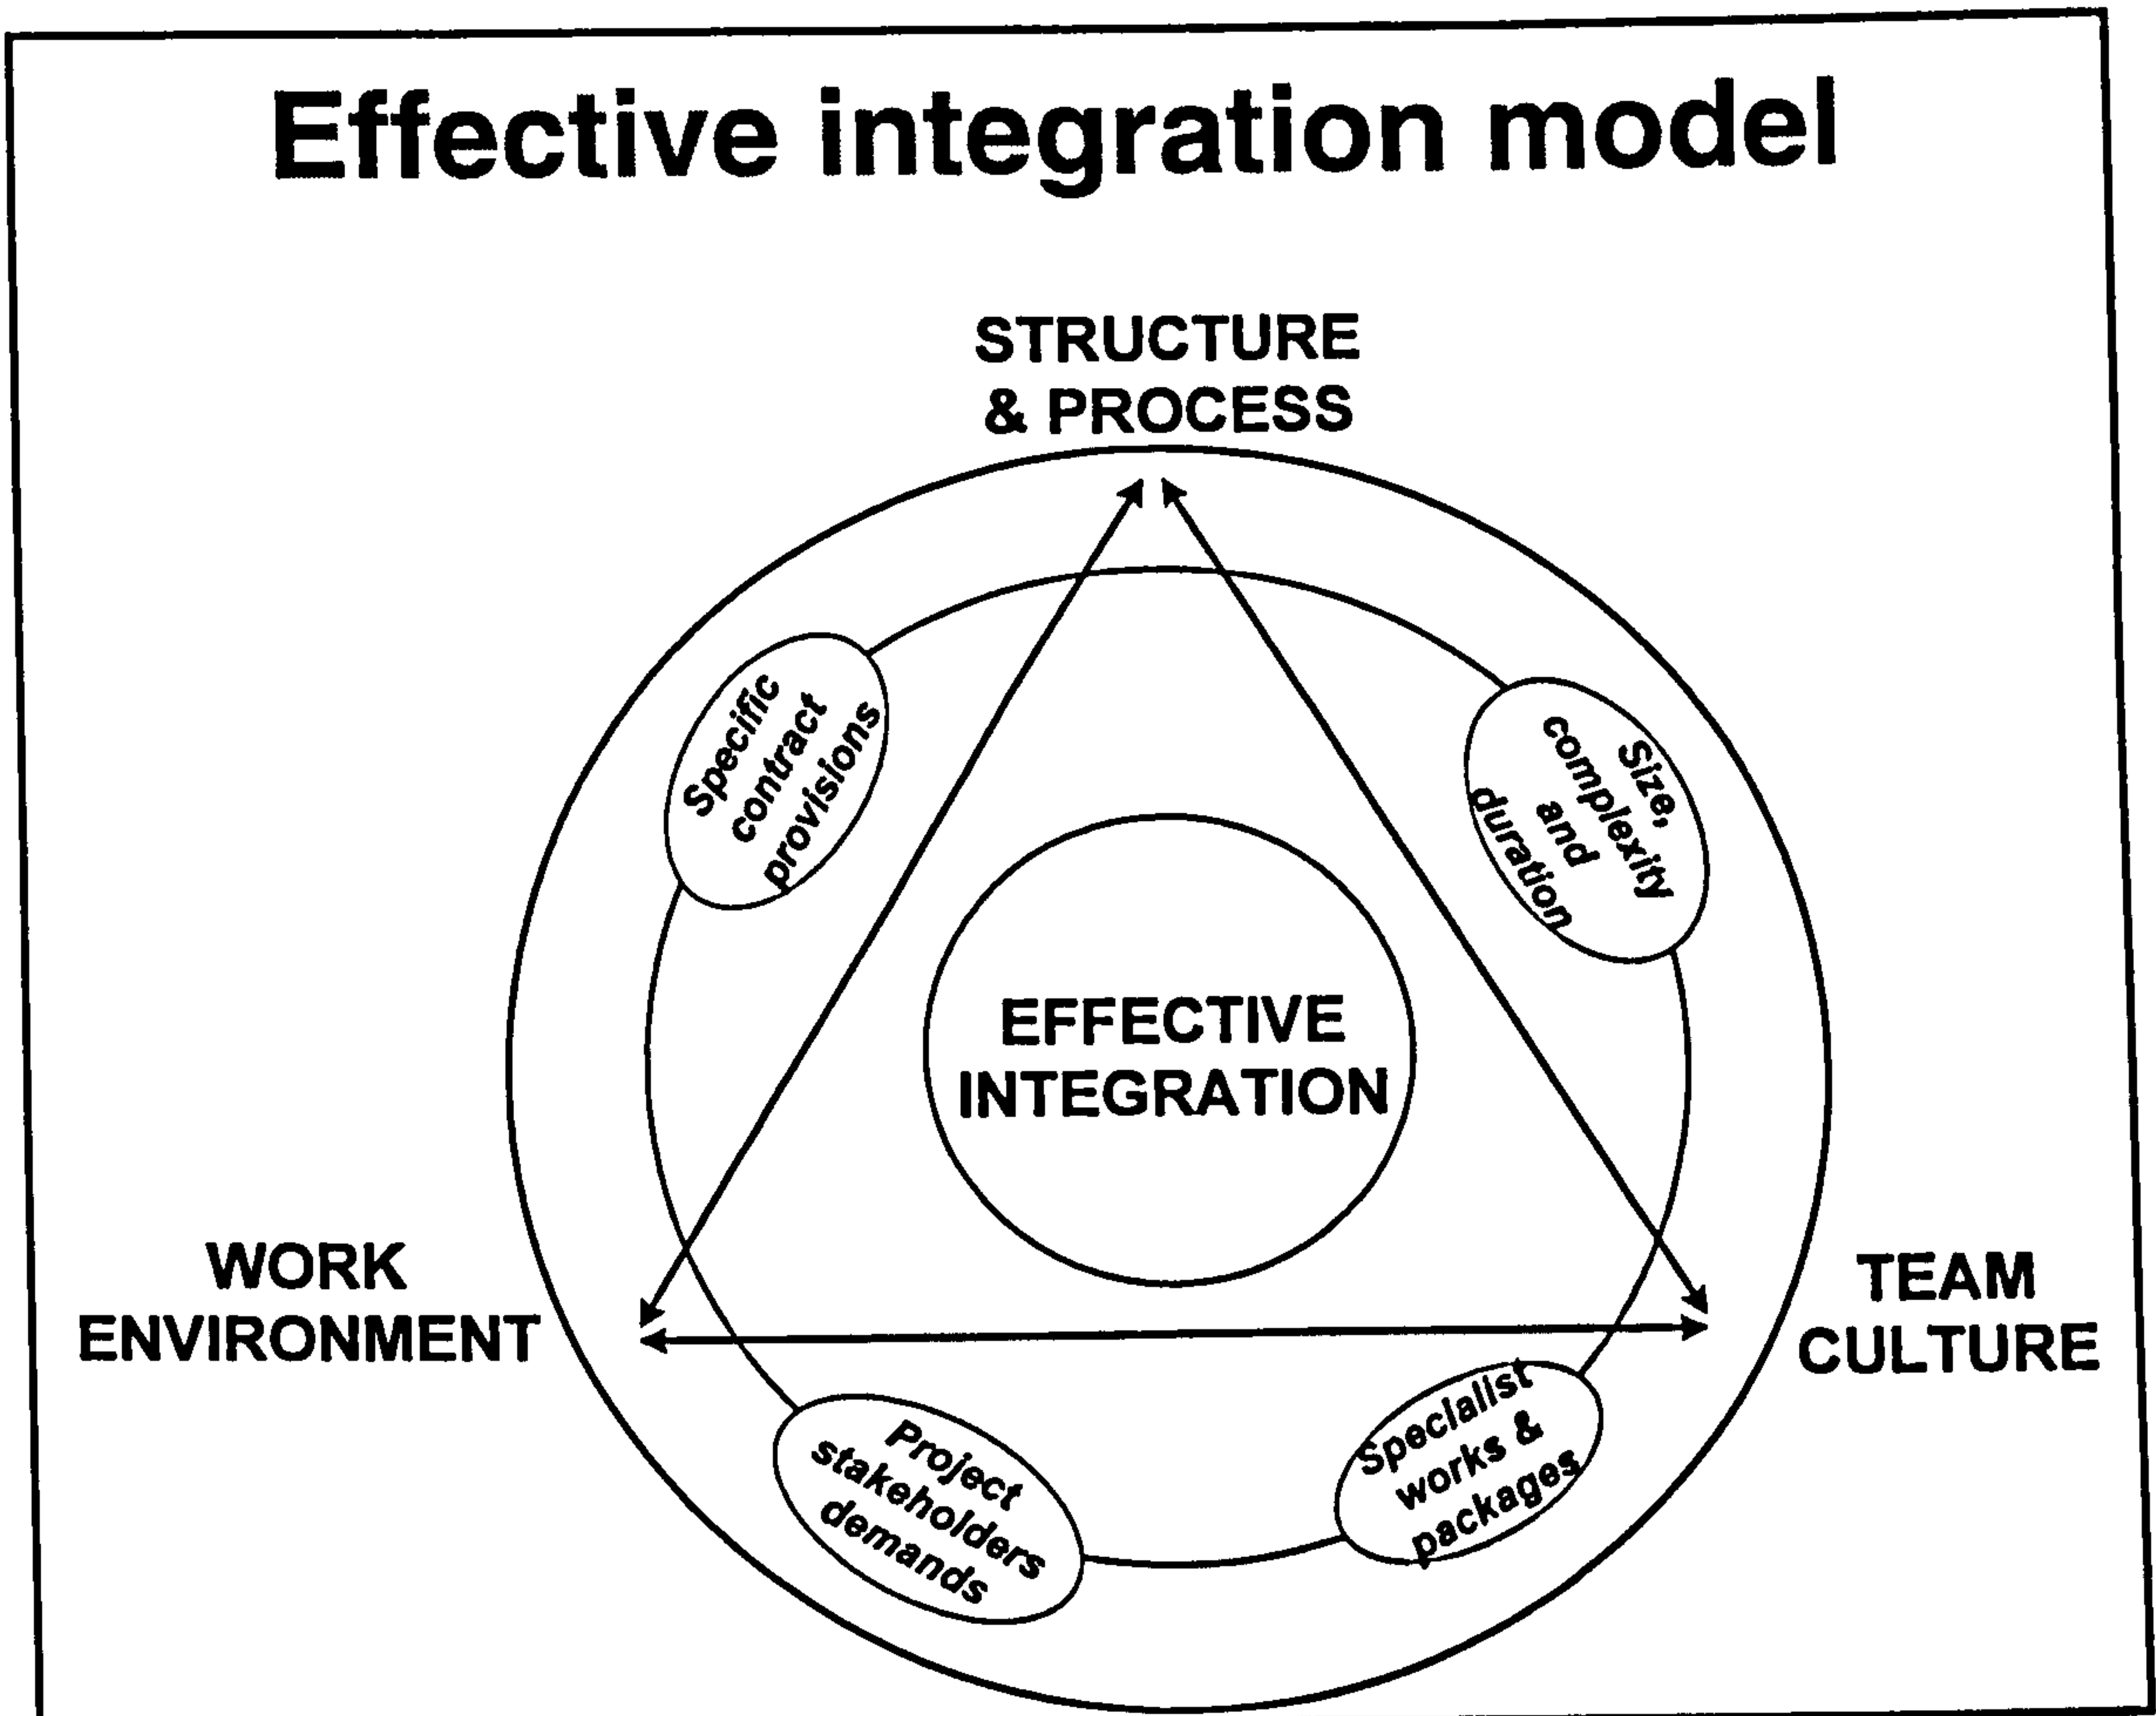 Effective integration model
STRUCTURE
& PROCESS
Specific
contract
provisions
Size,
complexity
and
duration
EFFECTIVE
INTEGRATION
WORK
ENVIRONMENT
TEAM
CULTURE
Project
stakeholders
demands
Specialist
works &
packages